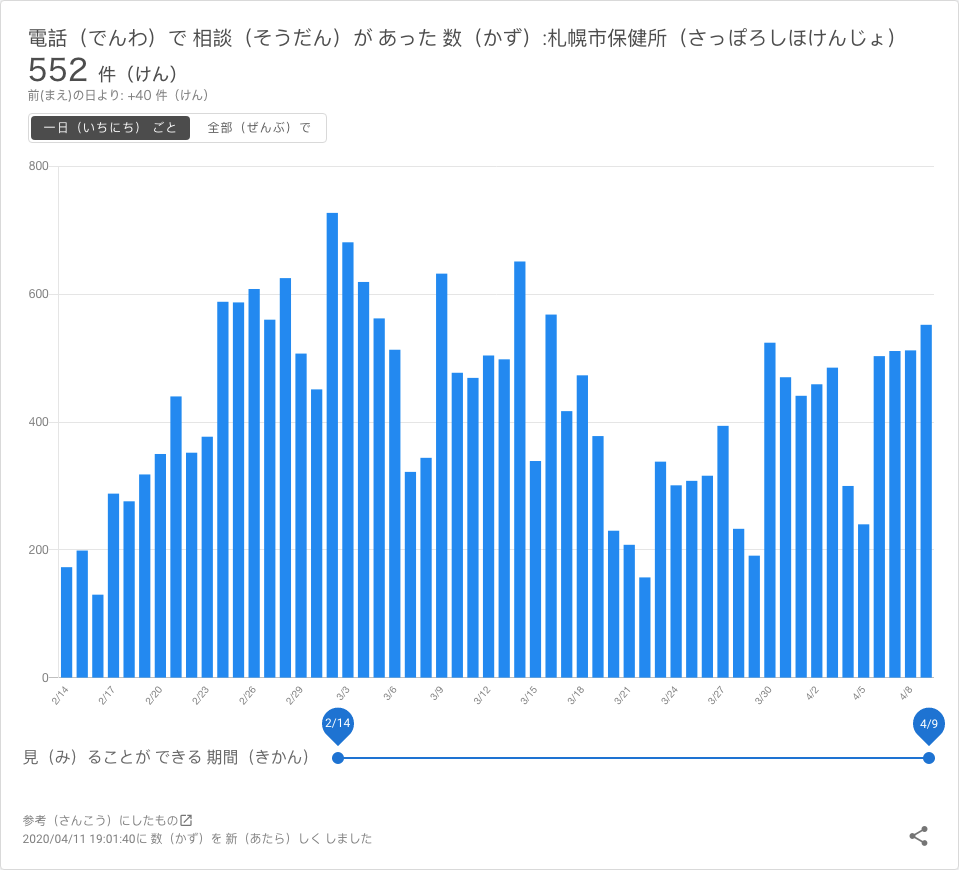 電話（でんわ）で 相談（そうだん）が あった 数（かず）:札幌市保健所（さっぽろしほけんじょ）
552 件（けん）
前(まえ)の日より: +40 件（けん）
一日（いちにち） ごと 全部（ぜんぶ）で
800
600
400
200
0
2/14 2/17 2/20 2/23 2/26 2/29 3/3 3/6 3/9 3/12 3/15 3/18 3/21 3/24 3/27 3/30 4/2 4/5 4/8
2/14 4/9
見（み）ることが できる 期間（きかん）
参考（さんこう）にしたもの
2020/04/11 19:01:40に 数（かず）を 新（あたら）しく しました